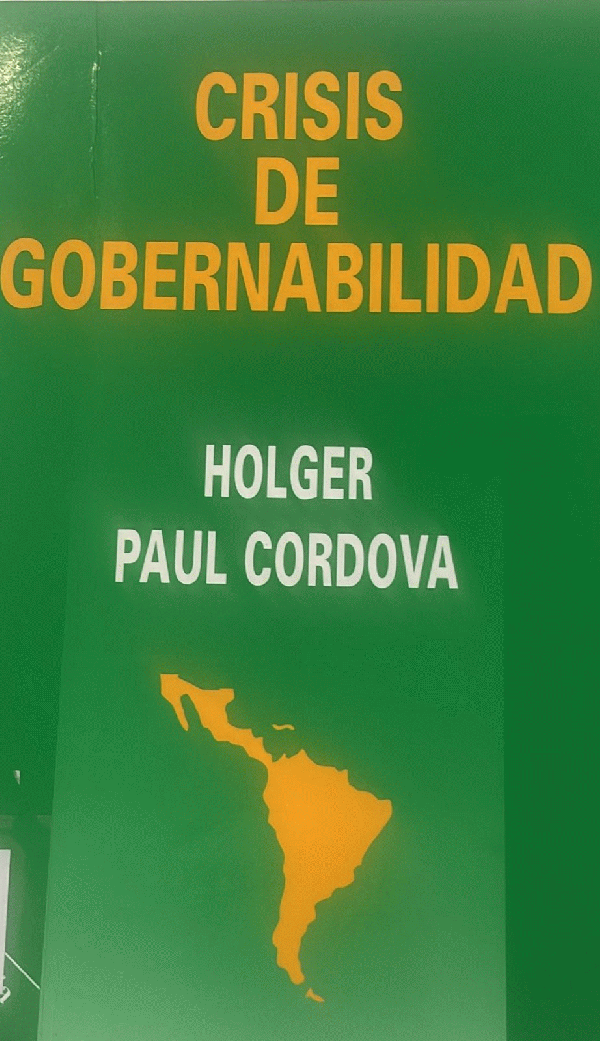 CRISIS
DE
GOBERNABILIDAD
HOLGER
PAUL CORDOVA